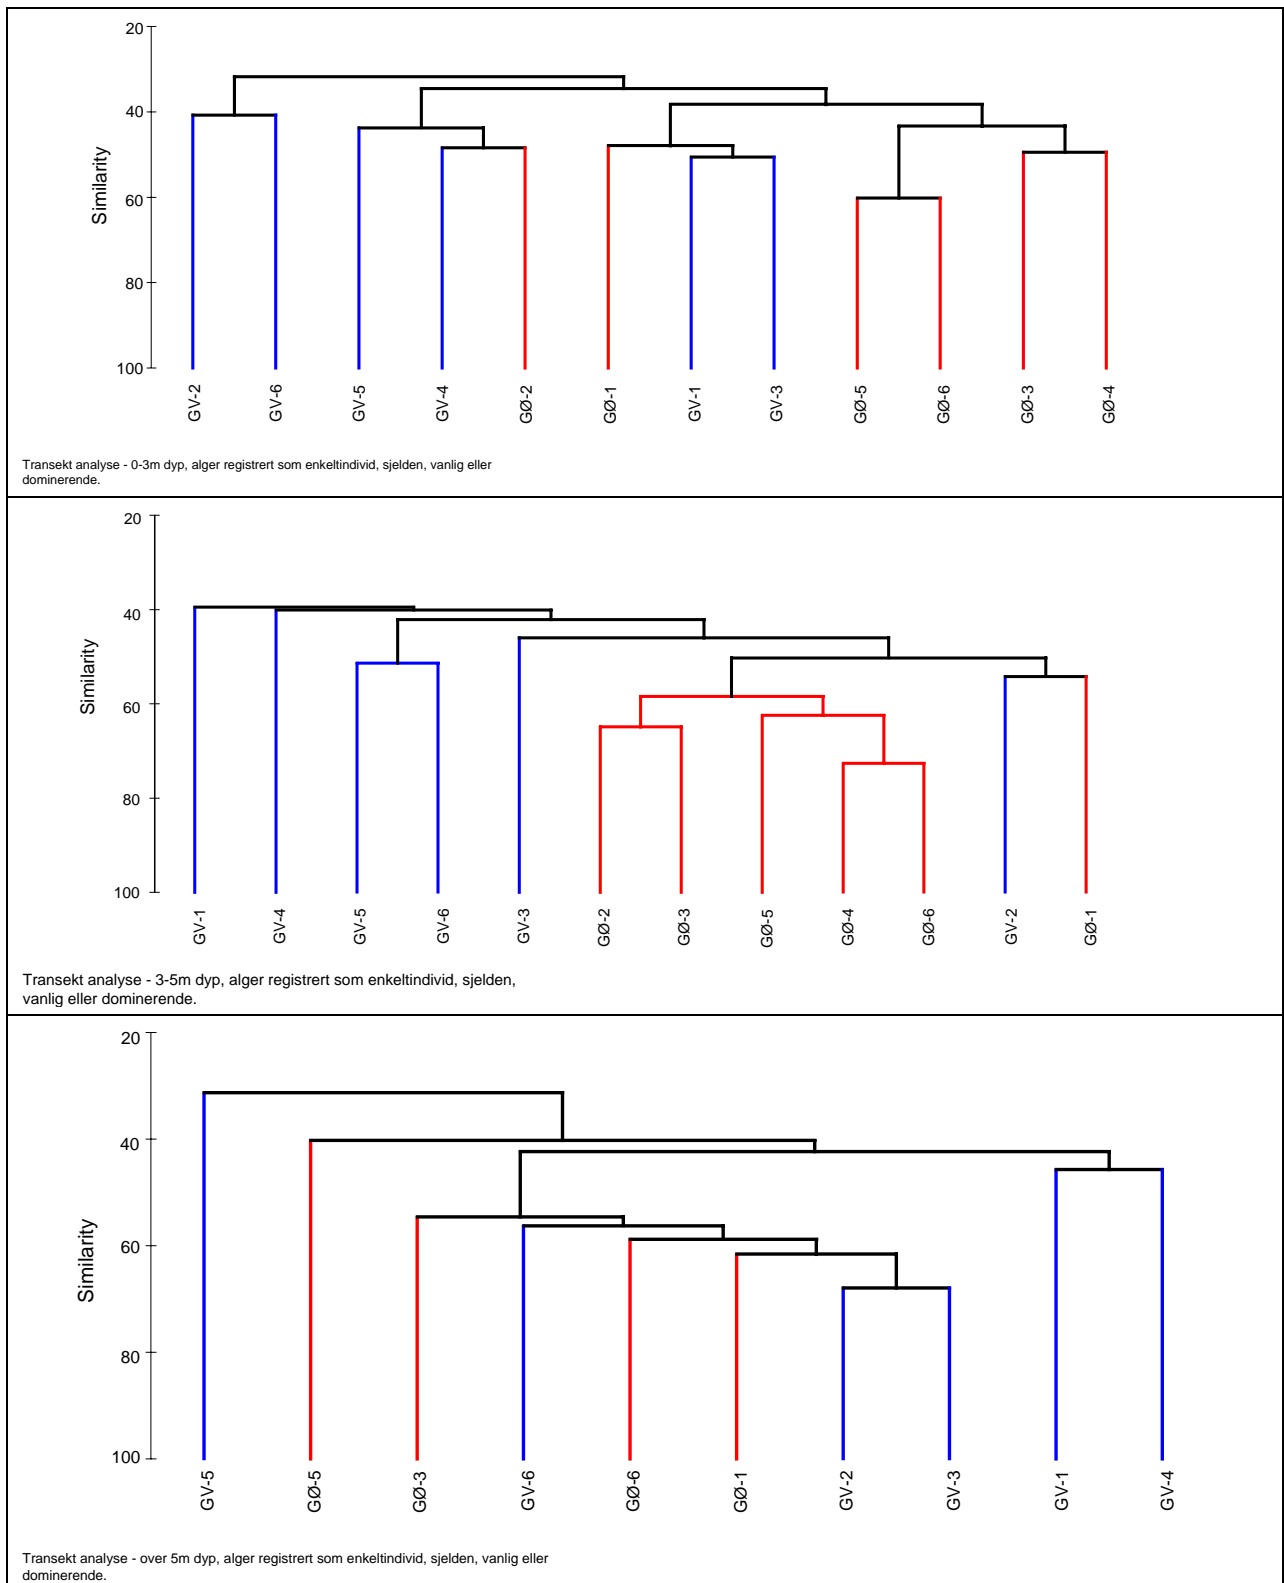 20
40
60
80
100
Similarity
GV-2
GV-6
GV-5
GV-4
GØ-2
GØ-1
GV-1
GV-3
GØ-5
GØ-6
GØ-3
GØ-4
Transekt analyse - 0-3m dyp, alger registrert som enkeltindivid, sjelden, vanlig eller
dominerende.
20
40
60
80
100
Similarity
GV-1
GV-4
GV-5
GV-6
GV-3
GØ-2
GØ-3
GØ-5
GØ-4
GØ-6
GV-2
GØ-1
Transekt analyse - 3-5m dyp, alger registrert som enkeltindivid, sjelden,
vanlig eller dominerende.
20
40
60
80
100
Similarity
GV-5
GØ-5
GØ-3
GV-6
GØ-6
GØ-1
GV-2
GV-3
GV-1
GV-4
Transekt analyse - over 5m dyp, alger registrert som enkeltindivid, sjelden, vanlig eller
dominerende.